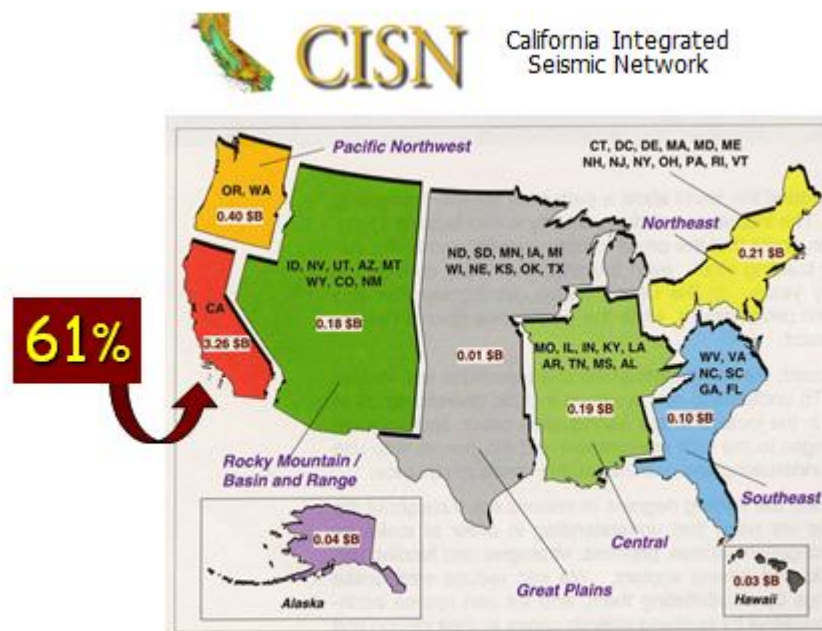 CISN
California Integrated
Seismic Network
CT, DC, DE, MA, MD, ME
NH, NJ, NY, OH, PA, RI, VT
Pacific Northwest
OR, WA
0.40 $B
Northeast
0.21 $B
ID, NV, UT, AZ, MT
WY, CO, NM
0.18 $B
ND, SD, MN, IA, MI
WI, NE, KS, OK, TX
0.01 $B
61%
CA
3.26 $B
MO, IL, IN, KY, LA
AR, TN, MS, AL
0.19 $B
WV, VA
NC, SC
GA, FL
0.10 $B
Rocky Mountain /
Basin and Range
Southeast
Central
Great Plains
0.04 $B
Alaska
0.03 $B
Hawaii